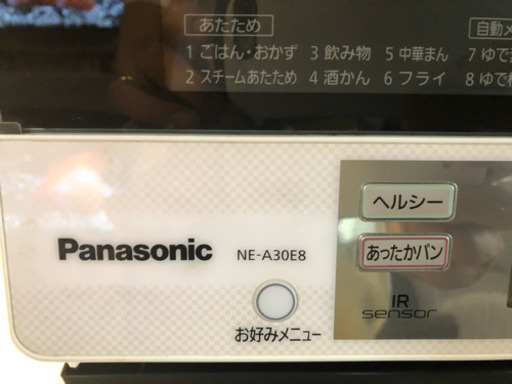 あたため
自動メ
1 ごはん・おかず 3 飲み物 5 中華まん 7 ゆで
2 スチームあたため 4 酒かん 6 フライ 8 ゆで
ヘルシー
Panasonic NE-A30E8
あったかパン
IR
sensor
お好みメニュー